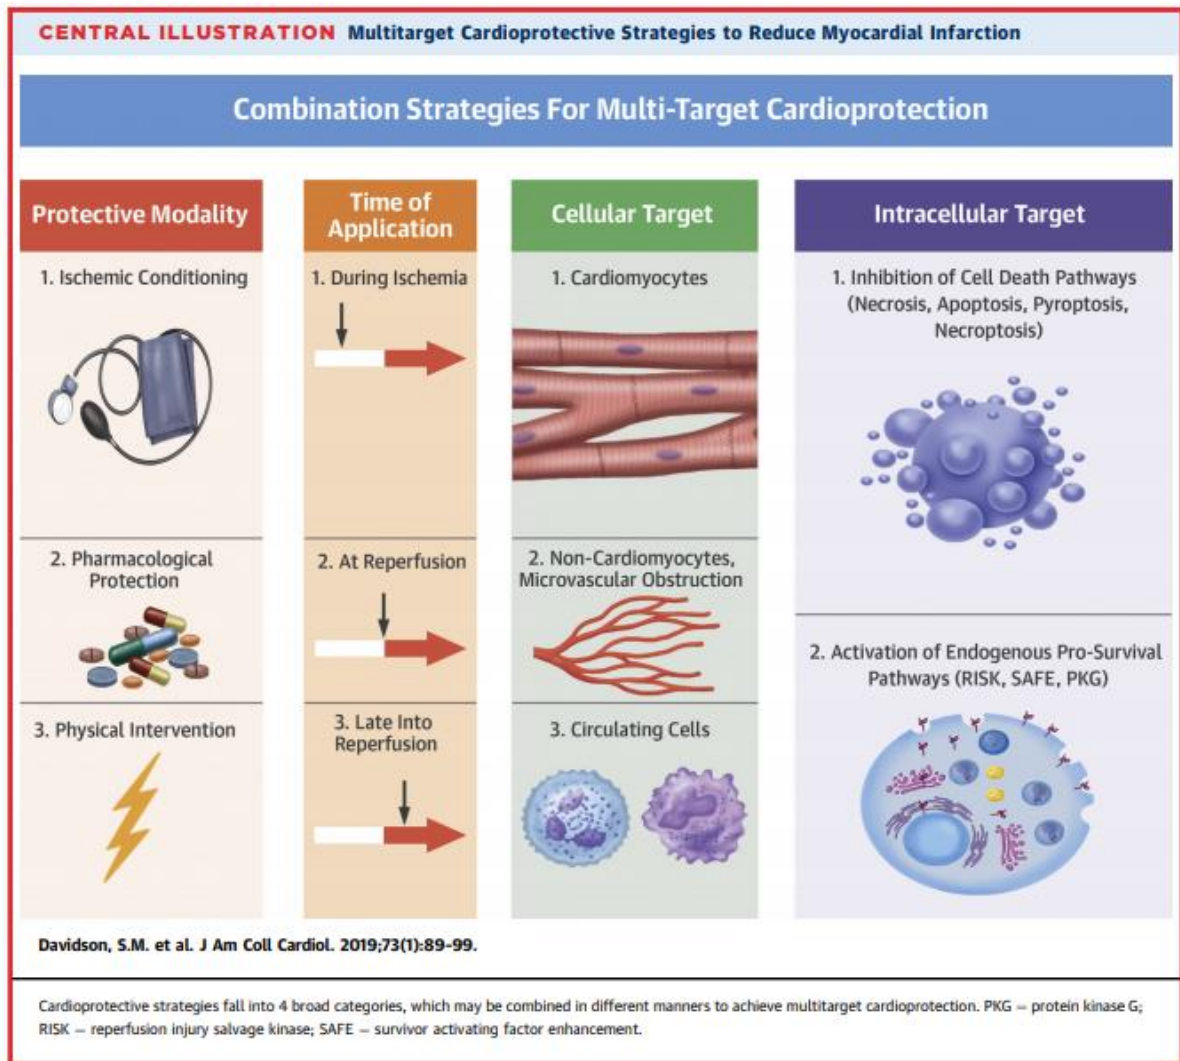 CENTRAL ILLUSTRATION Multitarget Cardioprotective Strategies to Reduce Myocardial Infarction
Combination Strategies For Multi-Target Cardioprotection
Protective Modality
1. Ischemic Conditioning
2. Pharmacological
Protection
3. Physical Intervention
Time of
Application
1. During Ischemia
2. At Reperfusion
3. Late Into
Reperfusion
Cellular Target
1. Cardiomyocytes
2. Non-Cardiomyocytes,
Microvascular Obstruction
3. Circulating Cells
Intracellular Target
1. Inhibition of Cell Death Pathways
(Necrosis, Apoptosis, Pyroptosis,
Necroptosis)
2. Activation of Endogenous Pro-Survival
Pathways (RISK, SAFE, PKG)
Davidson, S.M. et al. J Am Coll Cardiol. 2019;73(1):89–99.
Cardioprotective strategies fall into 4 broad categories, which may be combined in different manners to achieve multitarget cardioprotection. PKG = protein kinase G;
RISK = reperfusion injury salvage kinase; SAFE = survivor activating factor enhancement.